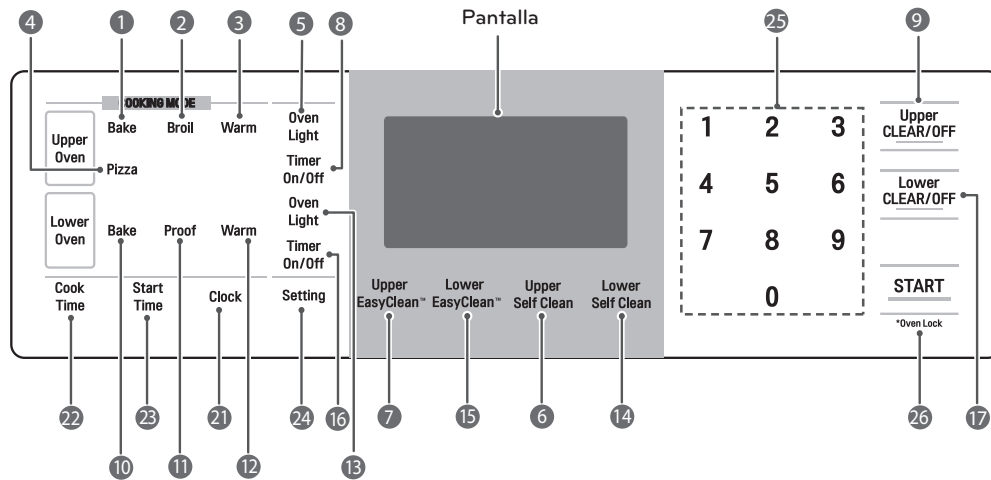 Pantalla
4
1
2
3
5
8
25
9
COOKING MODE
Upper
Oven
Bake
Broil
Warm
Pizza
Oven
Light
Timer
On/Off
Lower
Oven
Bake
Proof
Warm
Oven
Light
Timer
On/Off
Cook
Time
Start
Time
Clock
Setting
Upper
EasyClean™
Lower
EasyClean™
Upper
Self Clean
Lower
Self Clean
1 2 3
4 5 6
7 8 9
0
Upper
CLEAR/OFF
Lower
CLEAR/OFF
START
*Oven Lock
22
23
21
24
16
7
15
6
14
26
17
10
11
12
13